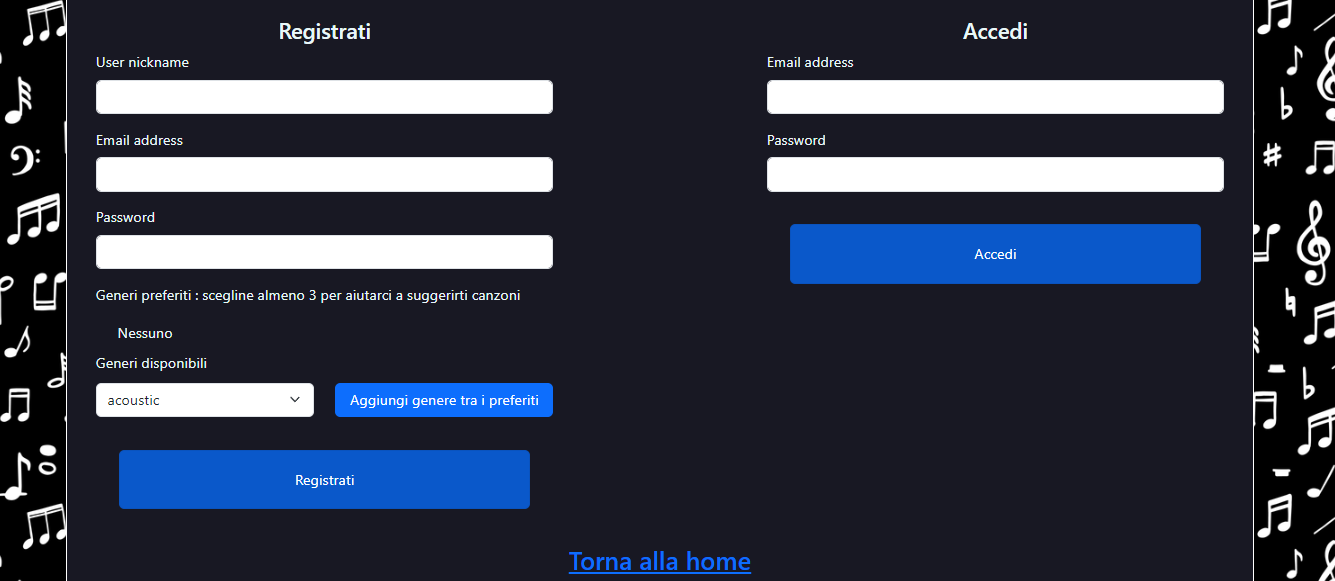 Registrati
User nickname
Email address
Password
Generi preferiti : scegline almeno 3 per aiutarci a suggerirti canzoni
Nessuno
Generi disponibili
acoustic
Aggiungi genere tra i preferiti
Registrati
Accedi
Email address
Password
Accedi
Torna alla home